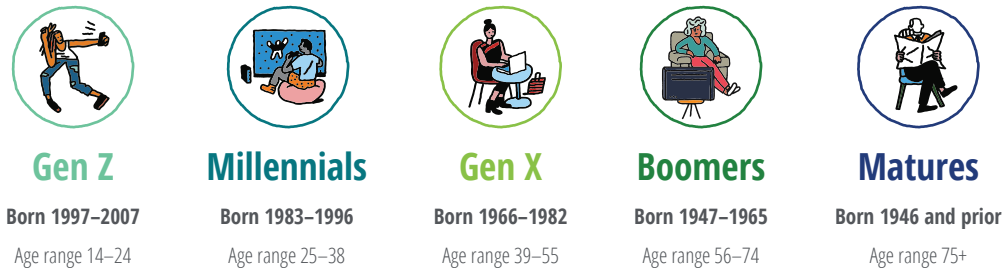 Gen Z
Millennials
Gen X
Boomers
Matures
Born 1997–2007
Born 1983–1996
Born 1966–1982
Born 1947–1965
Born 1946 and prior
Age range 14–24
Age range 25–38
Age range 39–55
Age range 56–74
Age range 75+